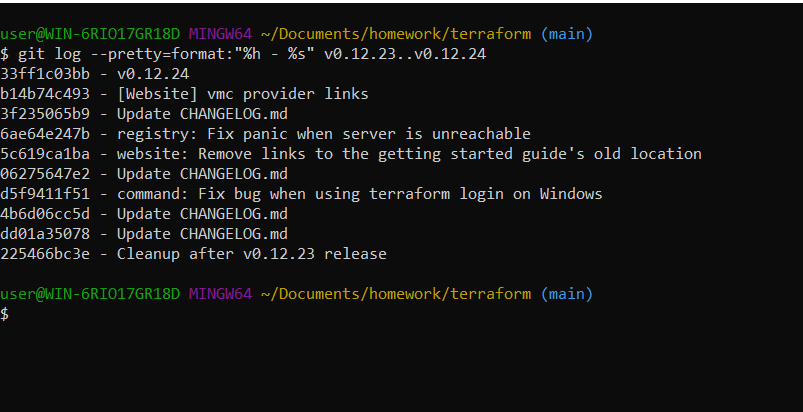 user@WIN-6RIO17GR18D MINGW64 ~/Documents/homework/terraform (main)
$ git log --pretty=format:"%h - %s" v0.12.23..v0.12.24
33ff1c03bb - v0.12.24
b14b74c493 - [Website] vmc provider links
3f235065b9 - Update CHANGELOG.md
6ae64e247b - registry: Fix panic when server is unreachable
5c619ca1ba - website: Remove links to the getting started guide's old location
06275647e2 - Update CHANGELOG.md
d5f9411f51 - command: Fix bug when using terraform login on Windows
4b6d06cc5d - Update CHANGELOG.md
dd01a35078 - Update CHANGELOG.md
225466bc3e - Cleanup after v0.12.23 release
user@WIN-6RIO17GR18D MINGW64 ~/Documents/homework/terraform (main)
$